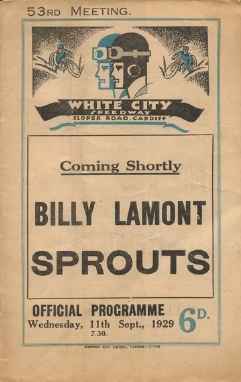 53RD MEETING.
WHITE CITY
SPEEDWAY
SLOPER ROAD. CARDIFF
Coming Shortly
BILLY LAMONT
SPROUTS
OFFICIAL PROGRAMME
Wednesday, 11th Sept., 1929
7.30.
6D.